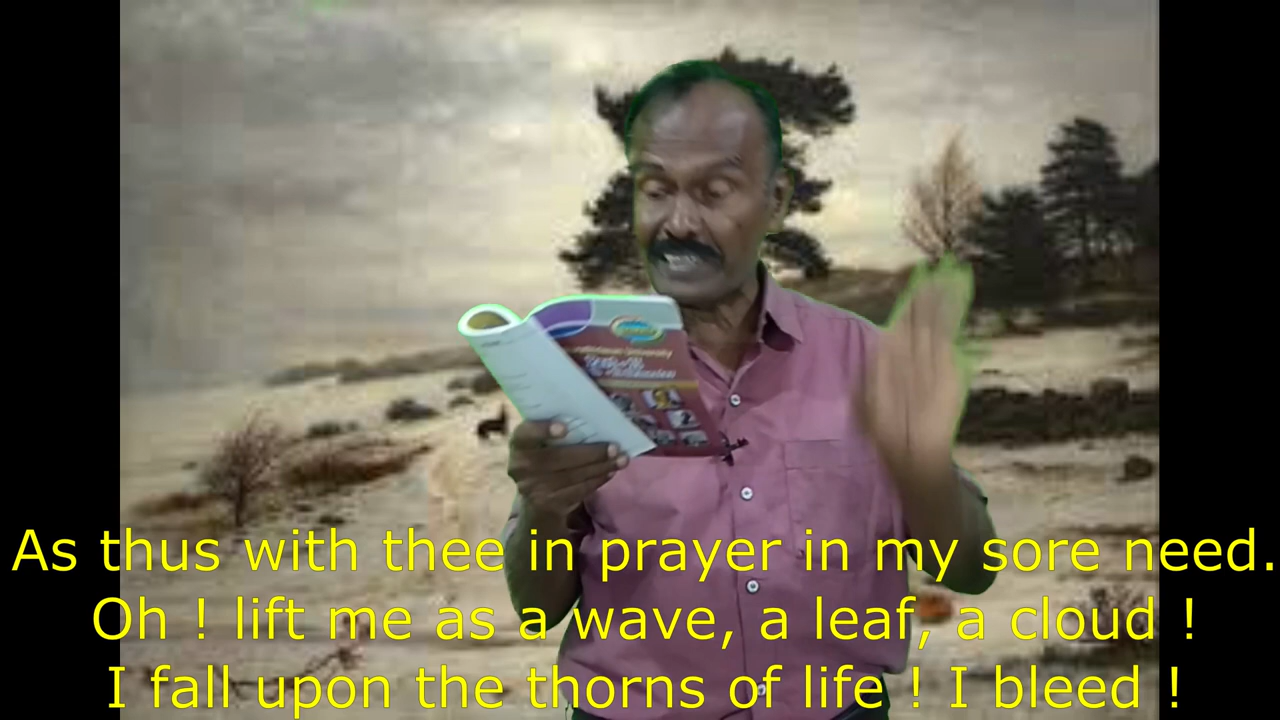 University
As thus with thee in prayer in my sore need.
Oh ! lift me as a wave, a leaf, a cloud !
I fall upon the thorns of life ! I bleed !